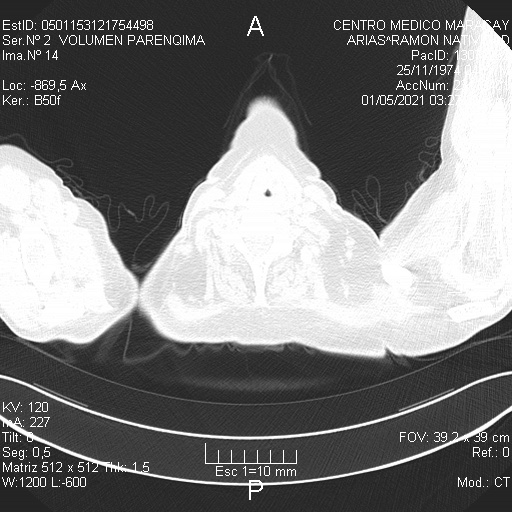 EstID: 0501153121754498
Ser.Nº 2 VOLUMEN PARENQIMA
Ima.Nº 14
Loc: -869,5 Ax
Ker.: B50f
A
CENTRO MEDICO MARACAY
ARIAS^RAMON
PacID:
25/11/1974
AccNum:
01/05/2021
KV: 120
mA: 227
Tilt: 0
Seg: 0,5
Matriz 512 x 512 Thk: 1.5
W:1200 L:-600
Esc 1=10 mm
P
FOV: 39.2 x 39 cm
Ref.: 0
Mod.: CT